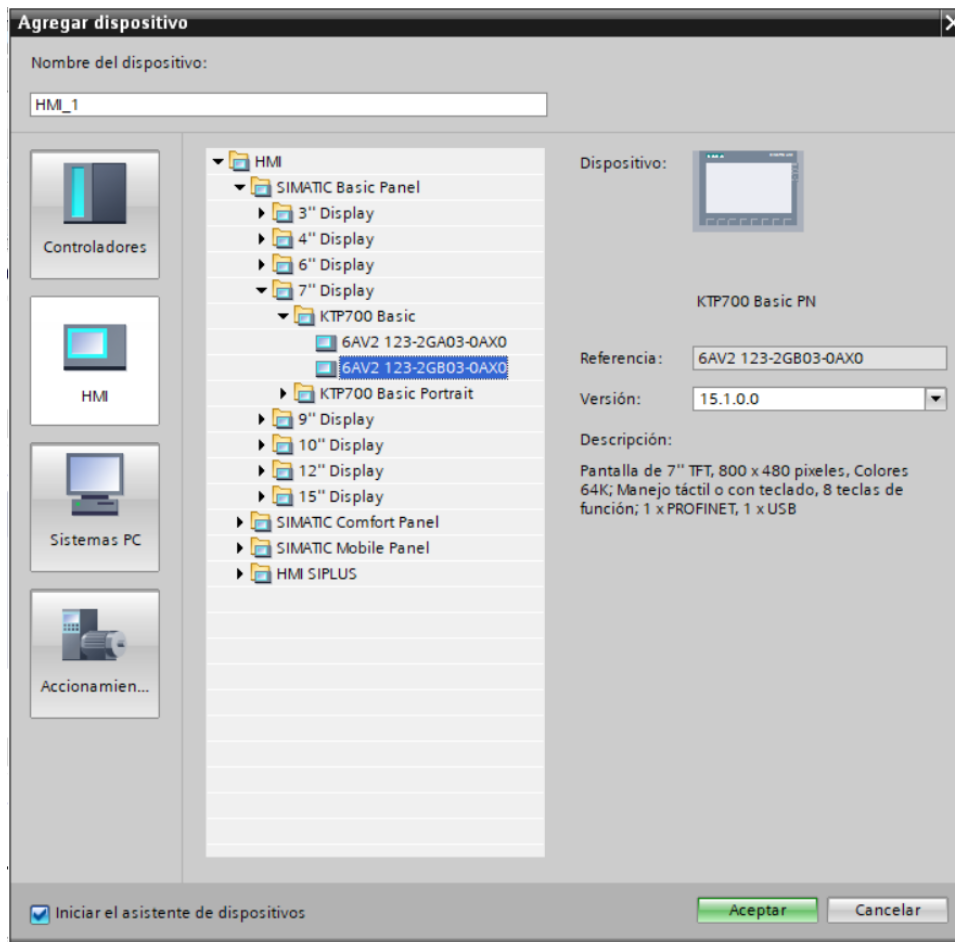 Agregar dispositivo
Nombre del dispositivo:
HMI_1
Controladores
HMI
Sistemas PC
Accionamien...
HMI
SIMATIC Basic Panel
3'' Display
4'' Display
6'' Display
7'' Display
KTP700 Basic
6AV2 123-2GA03-0AX0
6AV2 123-2GB03-0AX0
KTP700 Basic Portrait
9'' Display
10'' Display
12'' Display
15'' Display
SIMATIC Comfort Panel
SIMATIC Mobile Panel
HMI SIPLUS
Dispositivo:
KTP700 Basic PN
Referencia:
6AV2 123-2GB03-0AX0
Versión:
15.1.0.0
Descripción:
Pantalla de 7'' TFT, 800 x 480 pixeles, Colores
64K; Manejo táctil o con teclado, 8 teclas de
función; 1 x PROFINET, 1 x USB
Iniciar el asistente de dispositivos
Aceptar
Cancelar